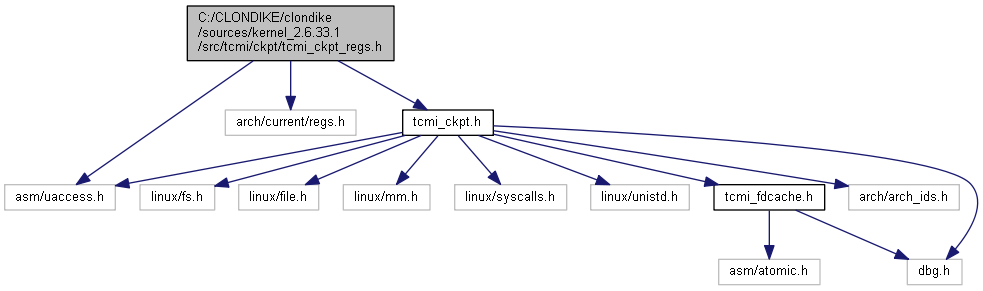 C:/CLONDIKE/clondike
/sources/kernel_2.6.33.1
/src/tcmi/ckpt/tcmi_ckpt_regs.h
arch/current/regs.h
tcmi_ckpt.h
asm/uaccess.h
linux/fs.h
linux/file.h
linux/mm.h
linux/syscalls.h
linux/unistd.h
tcmi_fdcache.h
arch/arch_ids.h
asm/atomic.h
dbg.h